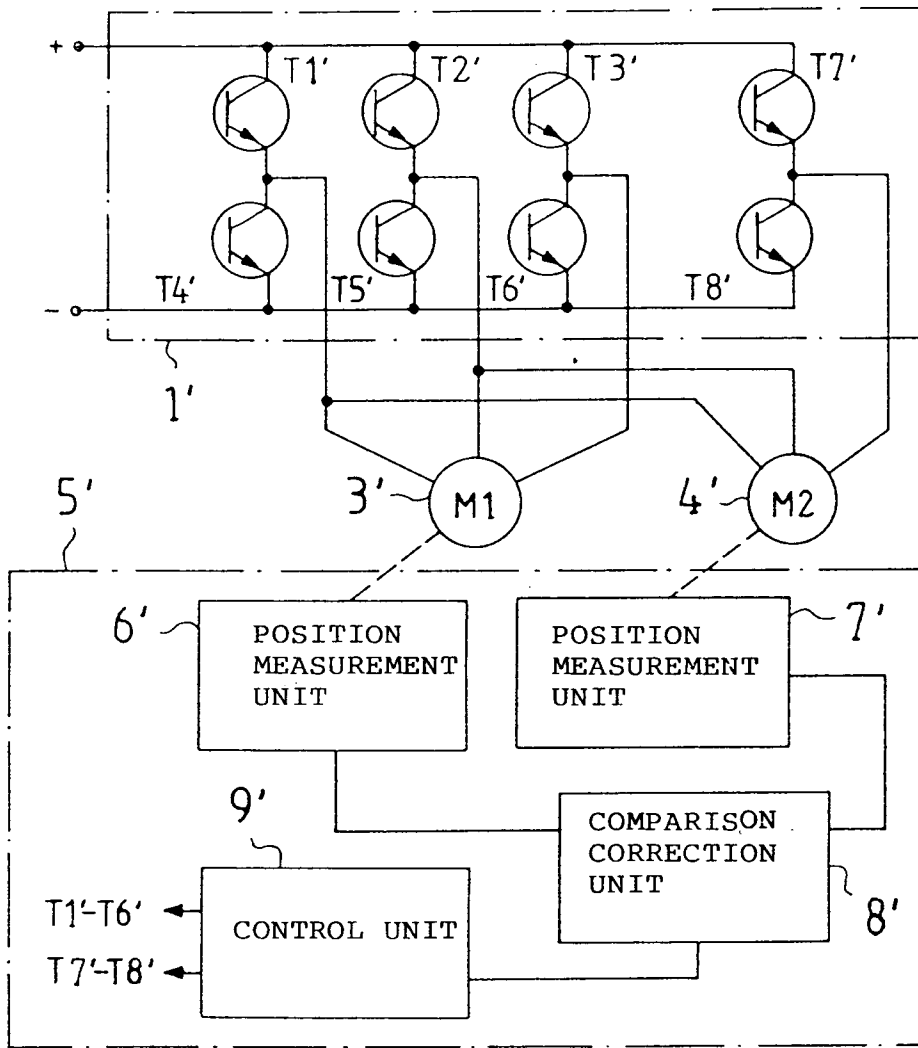 +
T1'
T2'
T3'
T7'
T4'
T5'
T6'
T8'
-
1'
3'
M1
4'
M2
5'
6'
POSITION
MEASUREMENT
UNIT
POSITION
MEASUREMENT
UNIT
7'
9'
COMPARISON
CORRECTION
UNIT
8'
CONTROL UNIT
T1'-T6'
T7'-T8'